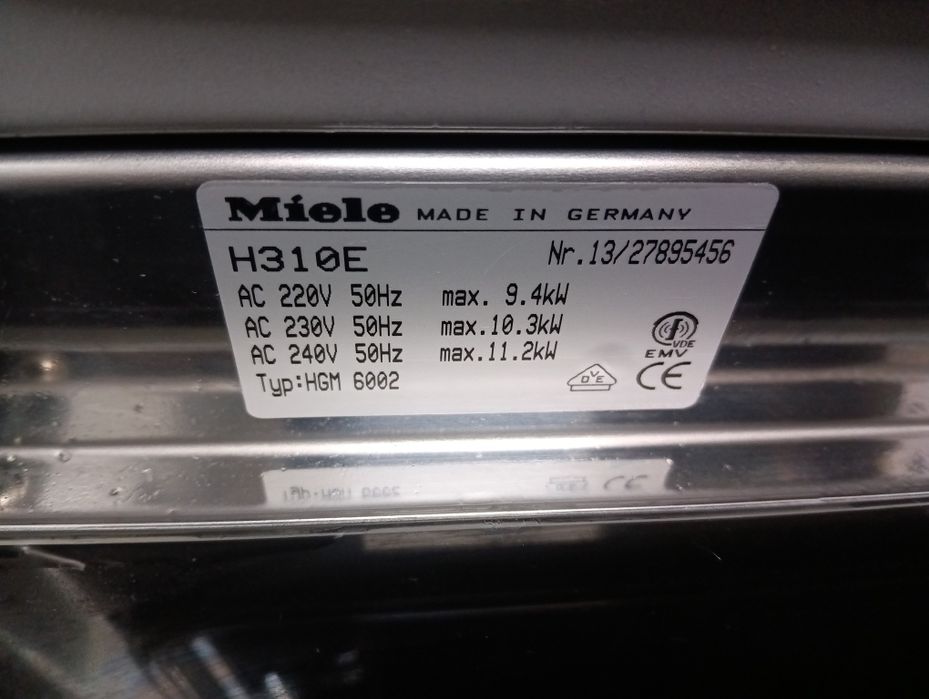 Miele MADE IN GERMANY
H310E Nr.13/27895456
AC 220V 50Hz max. 9.4kW
AC 230V 50Hz max.10.3kW
AC 240V 50Hz max.11.2kW
Typ:HGM 6002
DVE
VDE
EMV
CE